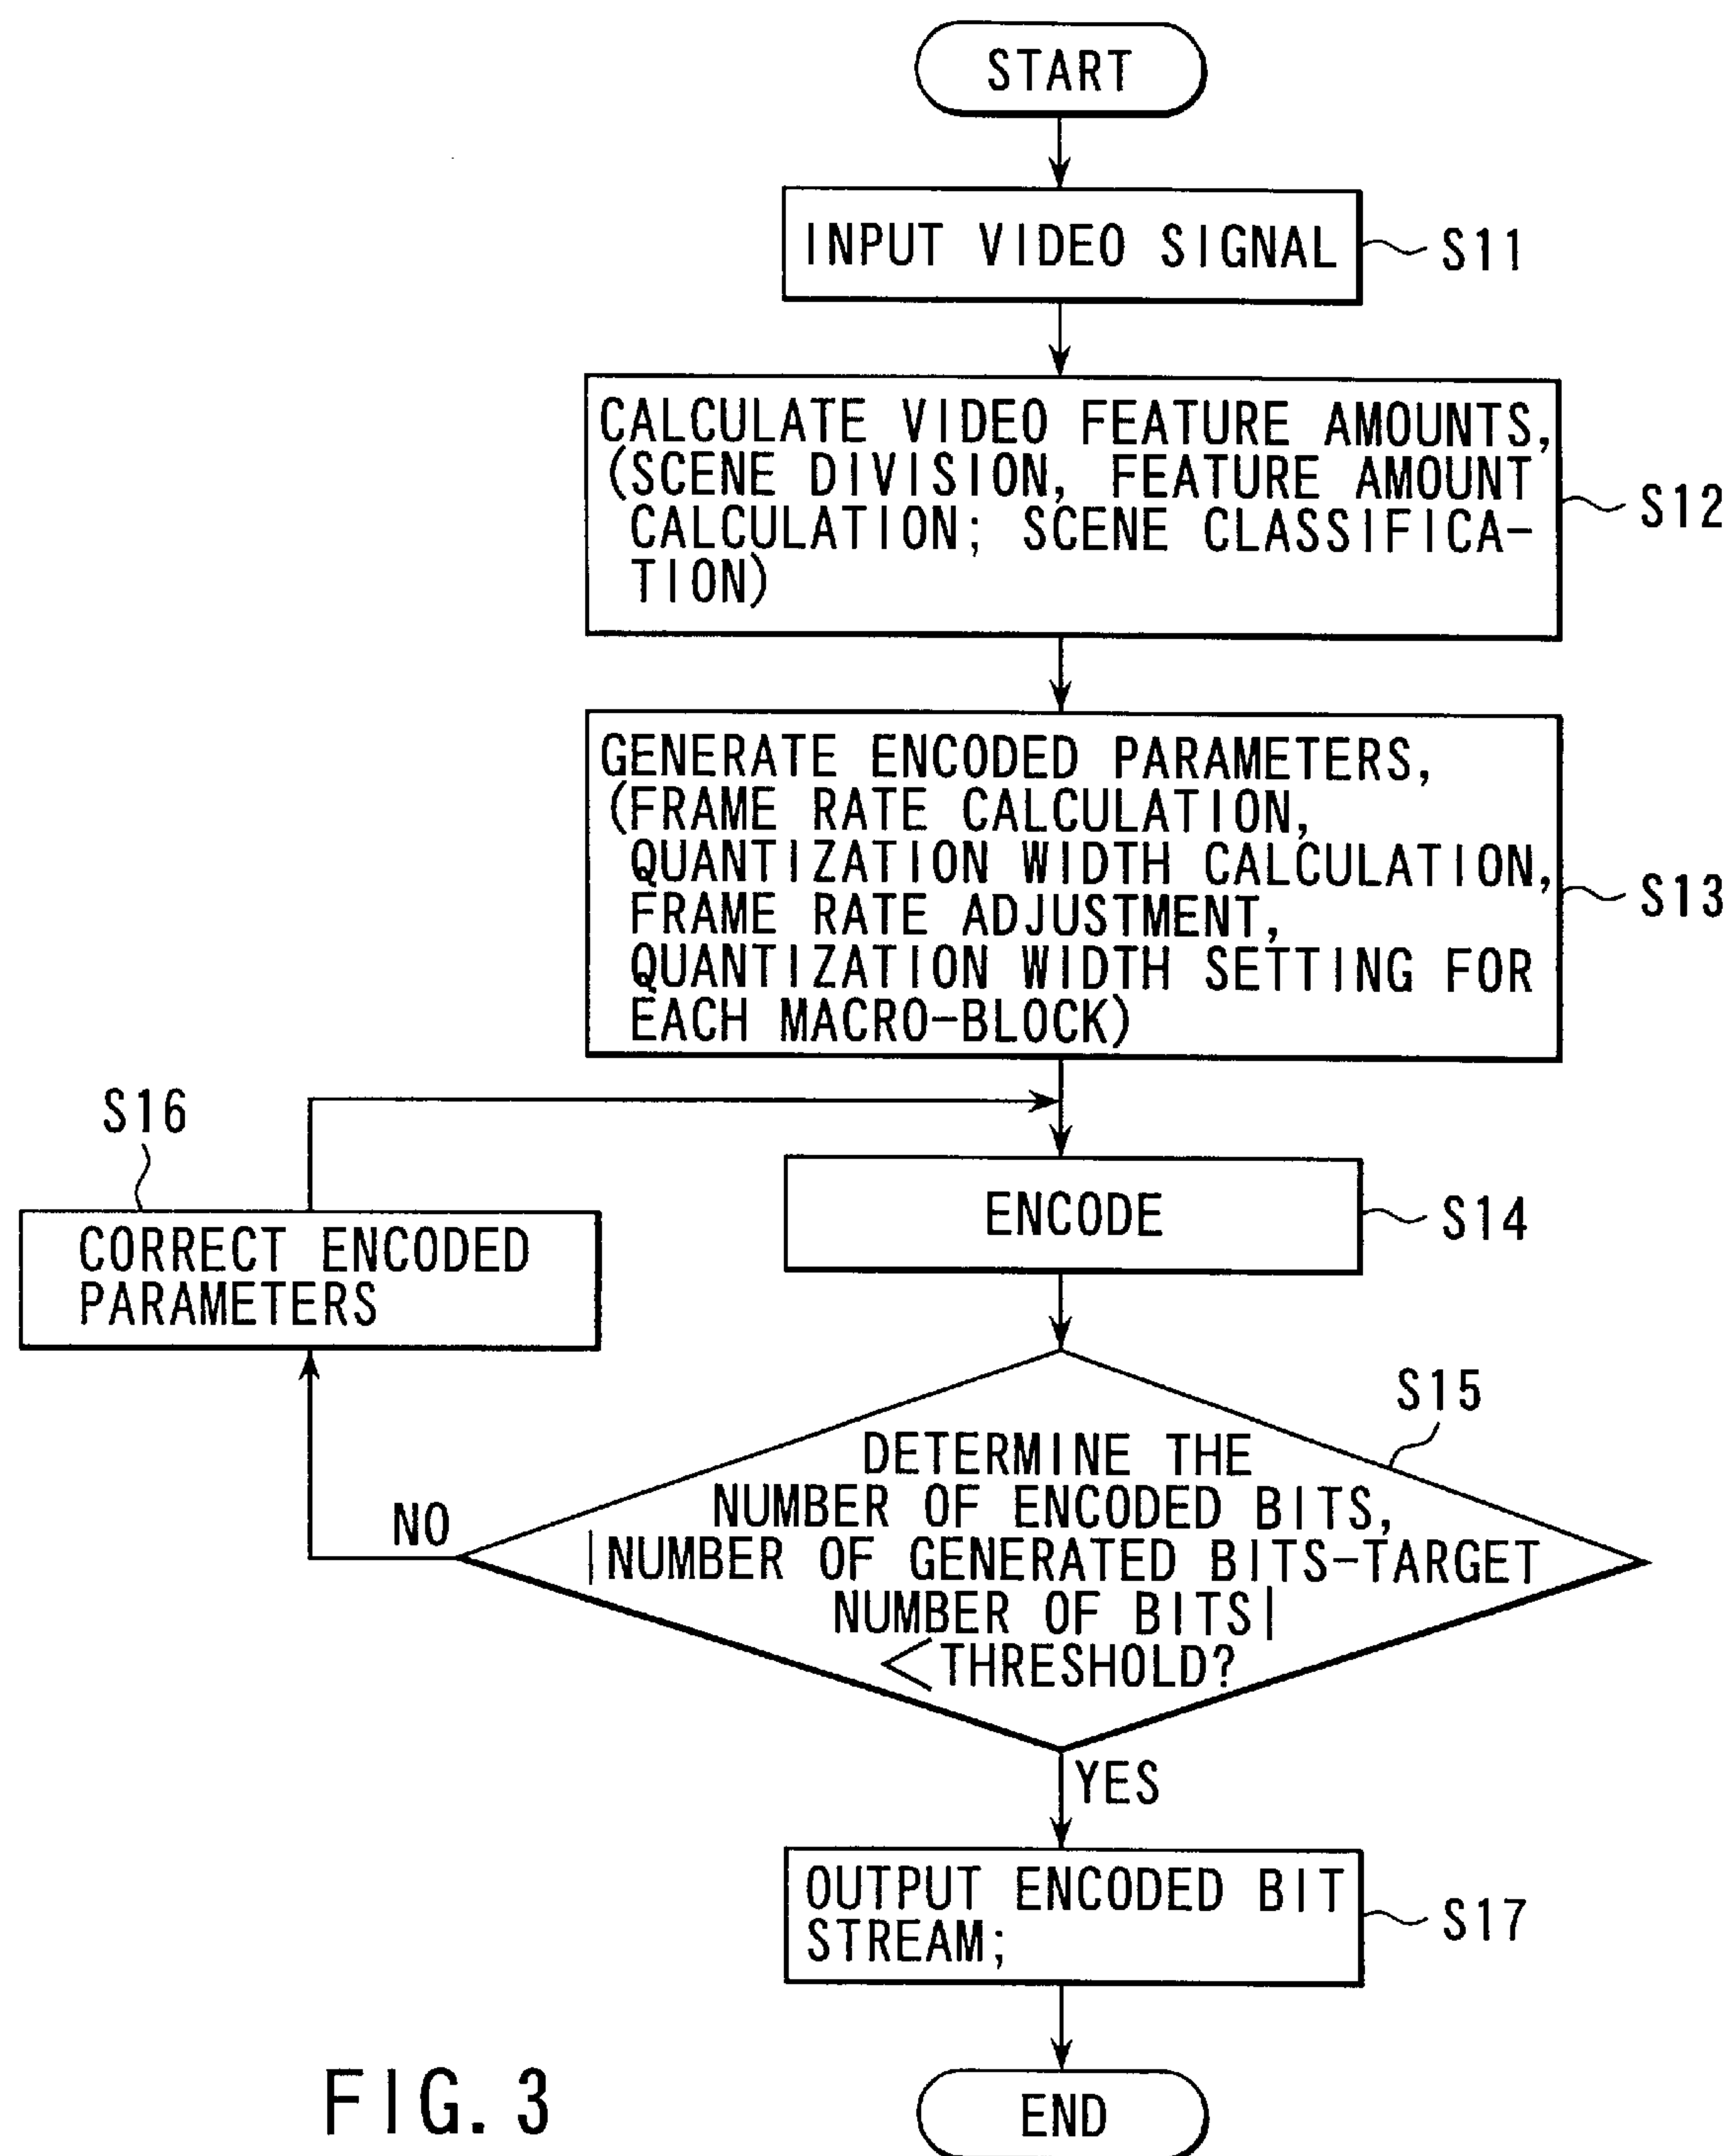 START
INPUT VIDEO SIGNAL
S11
CALCULATE VIDEO FEATURE AMOUNTS,
(SCENE DIVISION, FEATURE AMOUNT
CALCULATION; SCENE CLASSIFICA-
TION)
S12
GENERATE ENCODED PARAMETERS,
(FRAME RATE CALCULATION,
QUANTIZATION WIDTH CALCULATION,
FRAME RATE ADJUSTMENT,
QUANTIZATION WIDTH SETTING FOR
EACH MACRO-BLOCK)
S13
S16
CORRECT ENCODED
PARAMETERS
ENCODE
S14
S15
DETERMINE THE
NUMBER OF ENCODED BITS,
|NUMBER OF GENERATED BITS-TARGET
NUMBER OF BITS|
<THRESHOLD?
NO
YES
OUTPUT ENCODED BIT
STREAM;
S17
END
FIG. 3